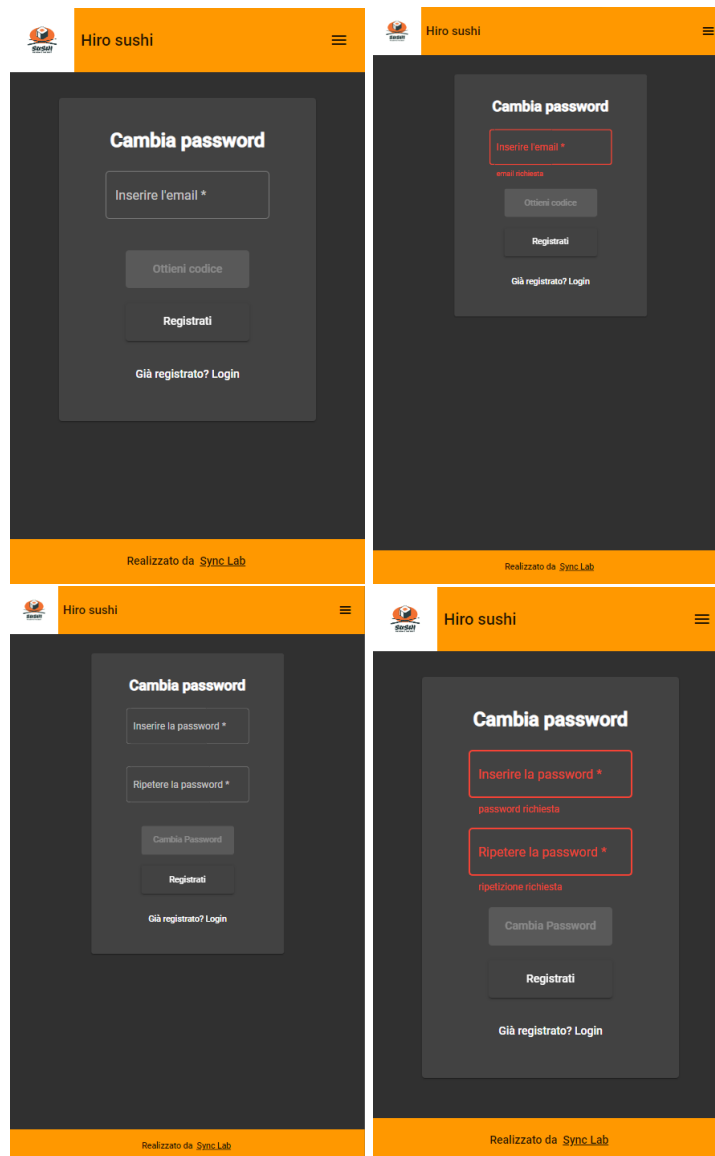 SUSHI
Hiro sushi
Cambia password
Inserire l'email *
Ottieni codice
Registrati
Già registrato? Login
Realizzato da Sync Lab
SUSHI
Hiro sushi
Cambia password
Inserire l'email *
email richiesta
Ottieni codice
Registrati
Già registrato? Login
Realizzato da Sync Lab
SUSHI
Hiro sushi
Cambia password
Inserire la password *
Ripetere la password *
Cambia Password
Registrati
Già registrato? Login
Realizzato da Sync Lab
SUSHI
Hiro sushi
Cambia password
Inserire la password *
password richiesta
Ripetere la password *
ripetizione richiesta
Cambia Password
Registrati
Già registrato? Login
Realizzato da Sync Lab